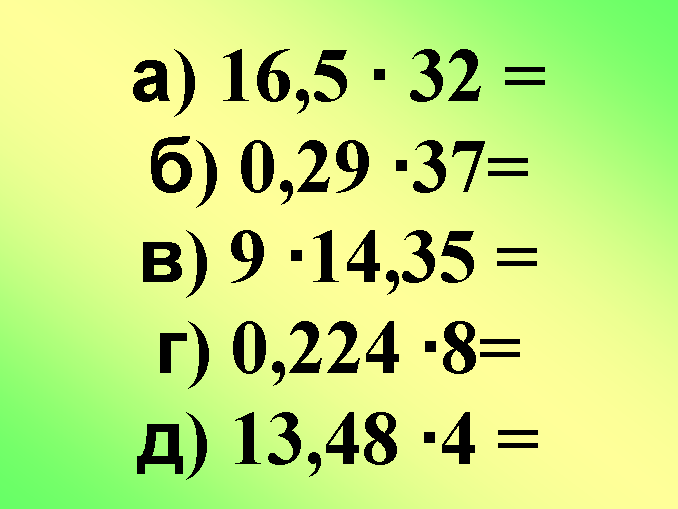 а) 16,5 · 32 =
б) 0,29 ·37=
в) 9 ·14,35 =
г) 0,224 ·8=
д) 13,48 ·4 =